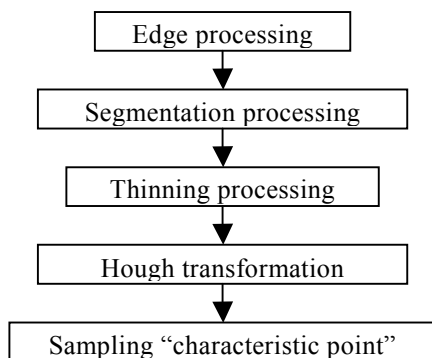 Edge processing
Segmentation processing
Thinning processing
Hough transformation
Sampling “characteristic point”